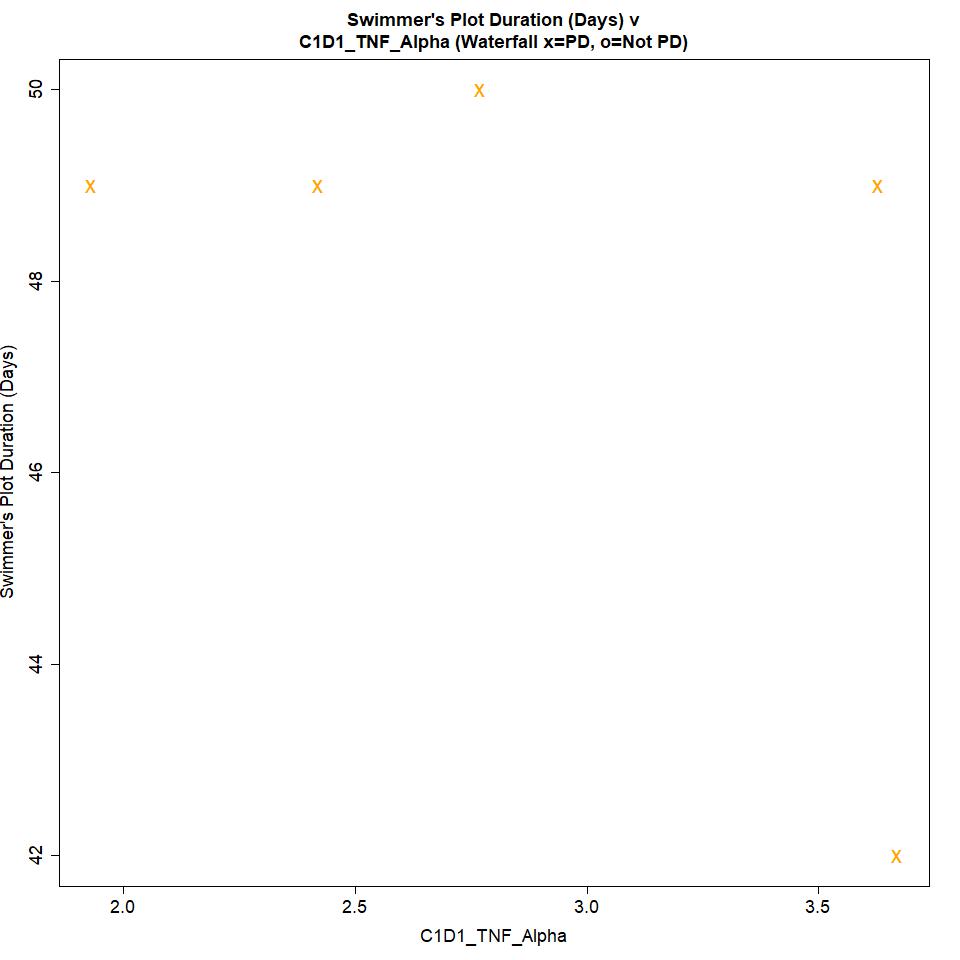 Swimmer's Plot Duration (Days) v
C1D1_TNF_Alpha (Waterfall x=PD, o=Not PD)
Swimmer's Plot Duration (Days)
50
48
46
44
42
X
X
X
X
X
2.0
2.5
3.0
3.5
C1D1_TNF_Alpha